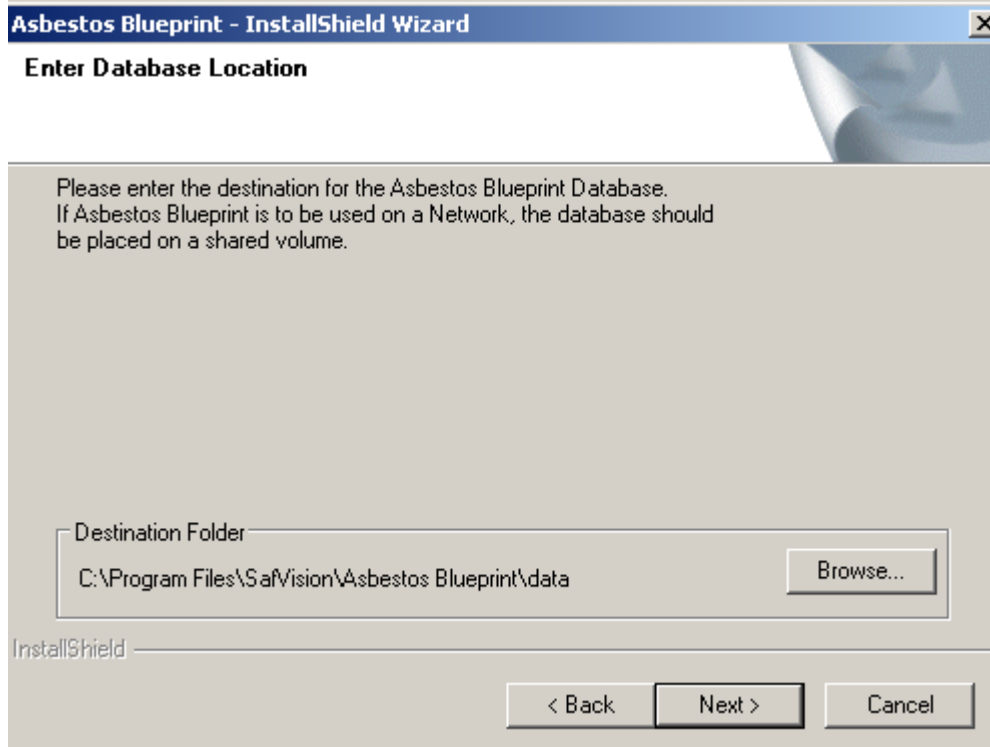 Asbestos Blueprint - InstallShield Wizard
Enter Database Location
Please enter the destination for the Asbestos Blueprint Database.
If Asbestos Blueprint is to be used on a Network, the database should
be placed on a shared volume.
Destination Folder
C:\Program Files\SafVision\Asbestos Blueprint\data
Browse...
InstallShield
< Back
Next >
Cancel